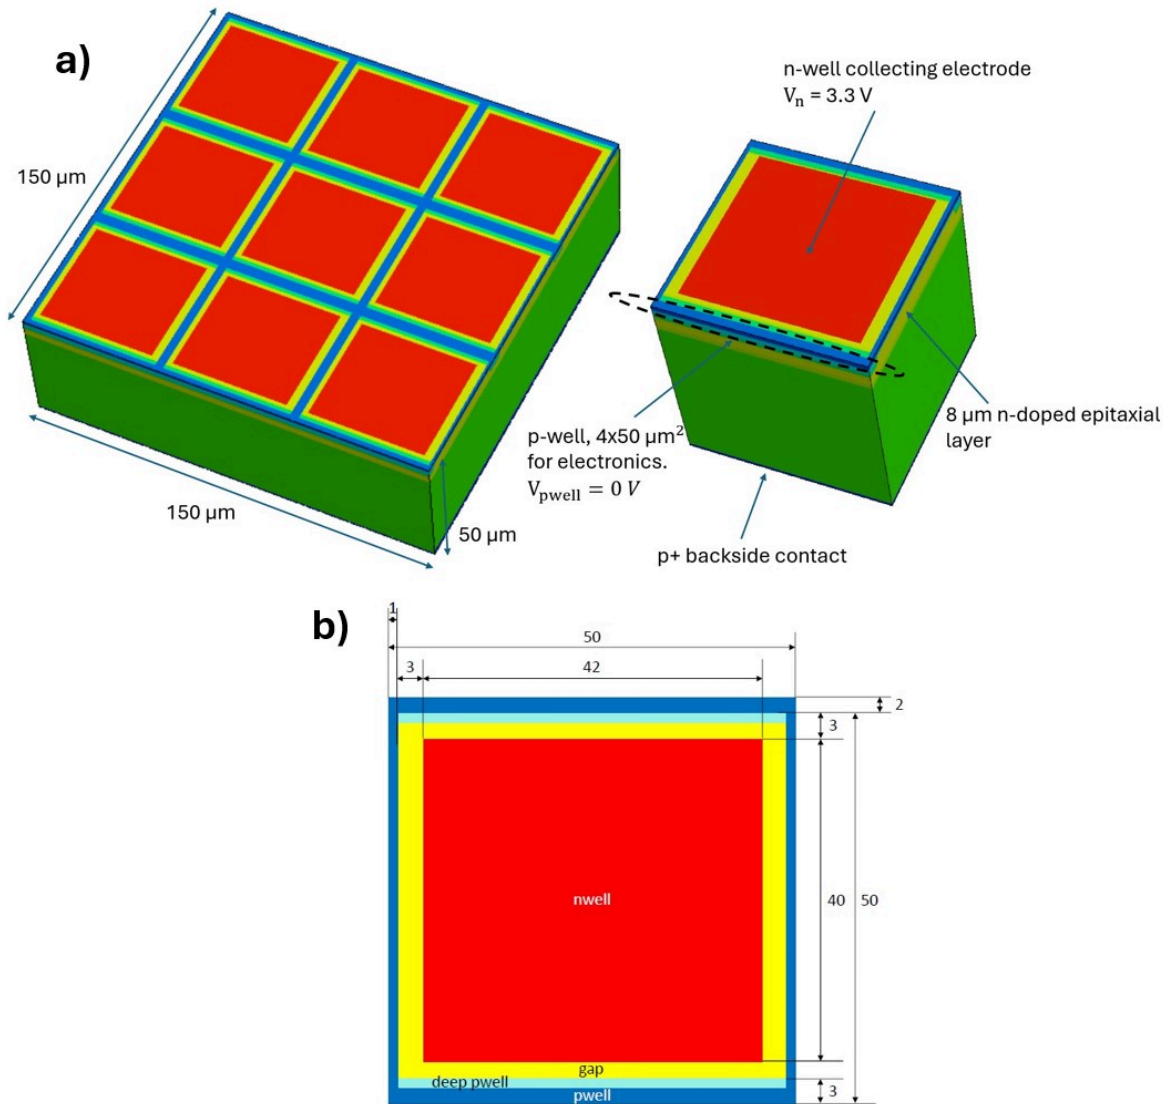 a)
n-well collecting electrode
Vₙ = 3.3 V
150 μm
p-well, 4x50 μm²
for electronics.
V_pwell = 0 V
8 μm n-doped epitaxial
layer
150 μm
50 μm
p+ backside contact
b)
1
50
3
42
2
3
nwell
40
50
gap
deep pwell
pwell
3